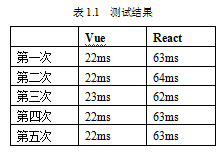 表 1.1 测试结果
Vue React
第一次 22ms 63ms
第二次 22ms 64ms
第三次 23ms 62ms
第四次 22ms 63ms
第五次 22ms 63ms